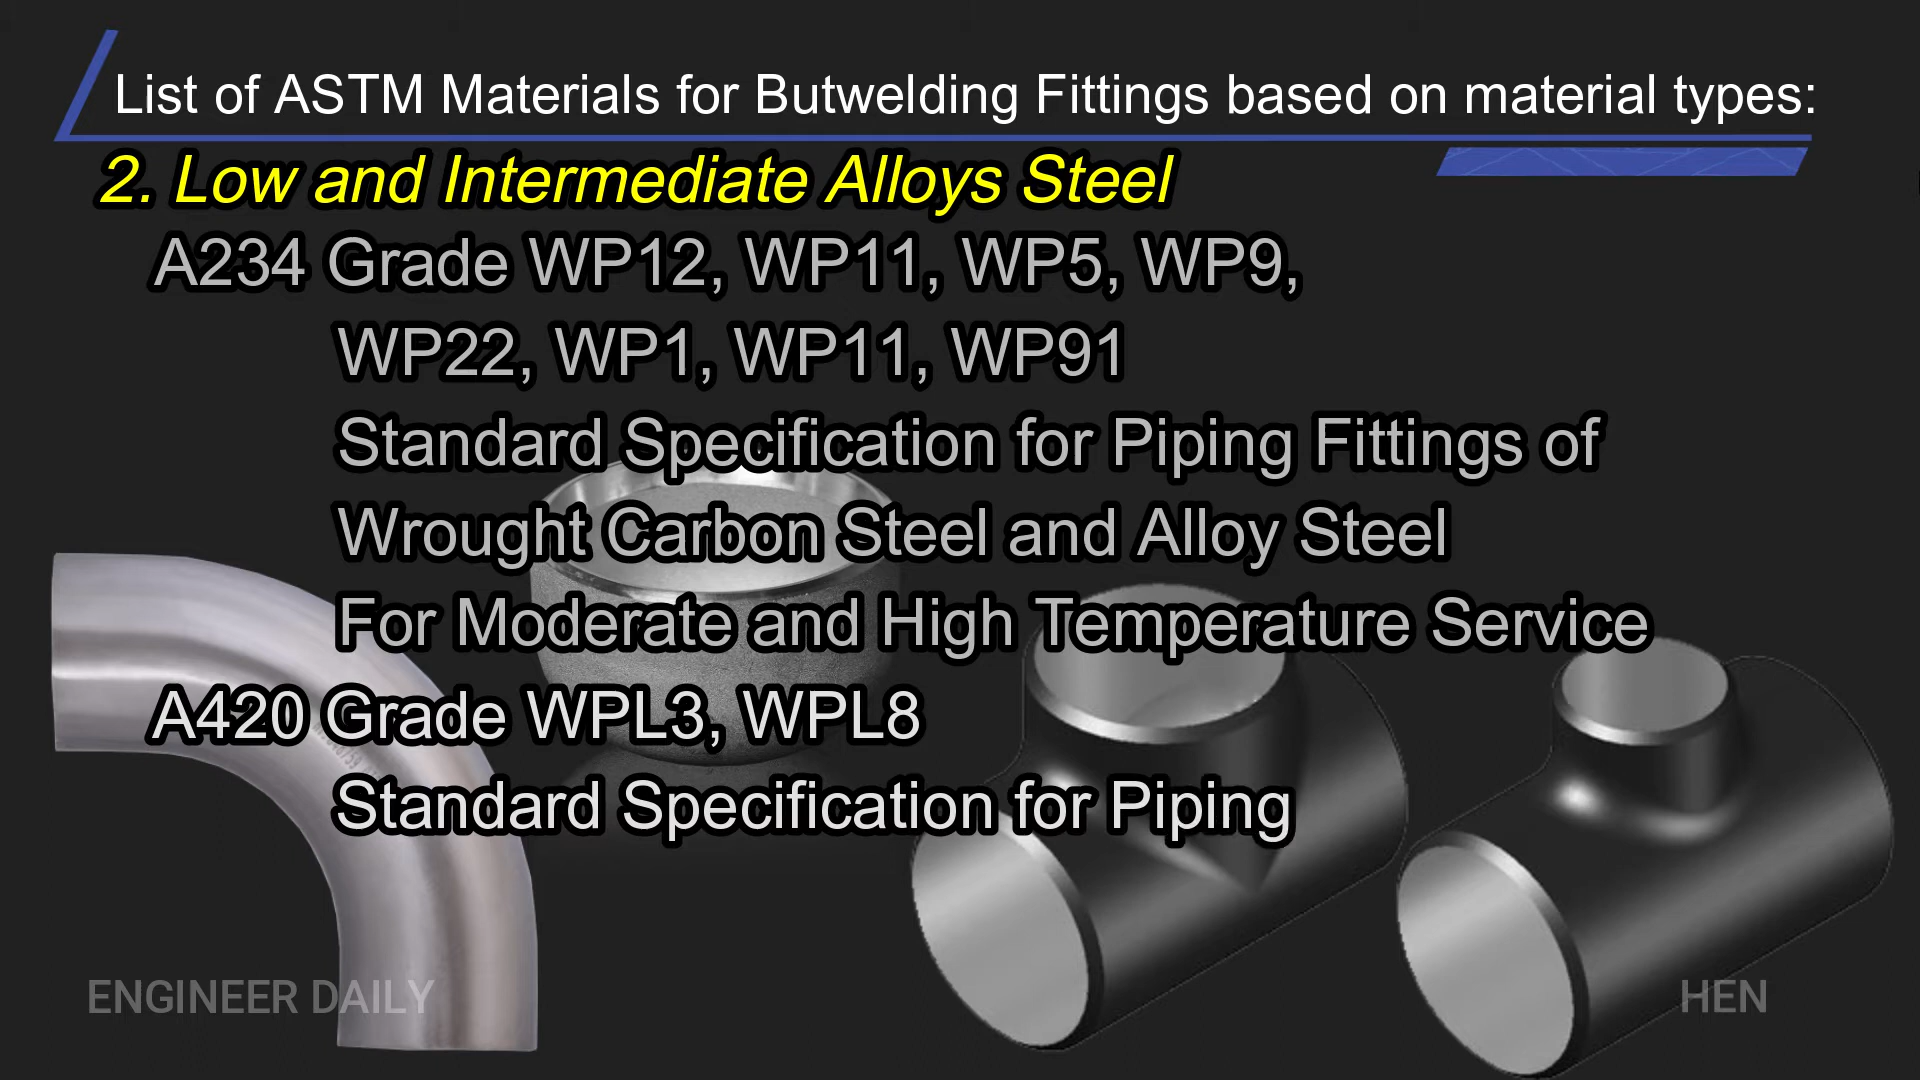 List of ASTM Materials for Butwelding Fittings based on material types:
2. Low and Intermediate Alloys Steel
A234 Grade WP12, WP11, WP5, WP9,
WP22, WP1, WP11, WP91
Standard Specification for Piping Fittings of
Wrought Carbon Steel and Alloy Steel
For Moderate and High Temperature Service
A420 Grade WPL3, WPL8
Standard Specification for Piping
ENGINEER DAILY
HEN